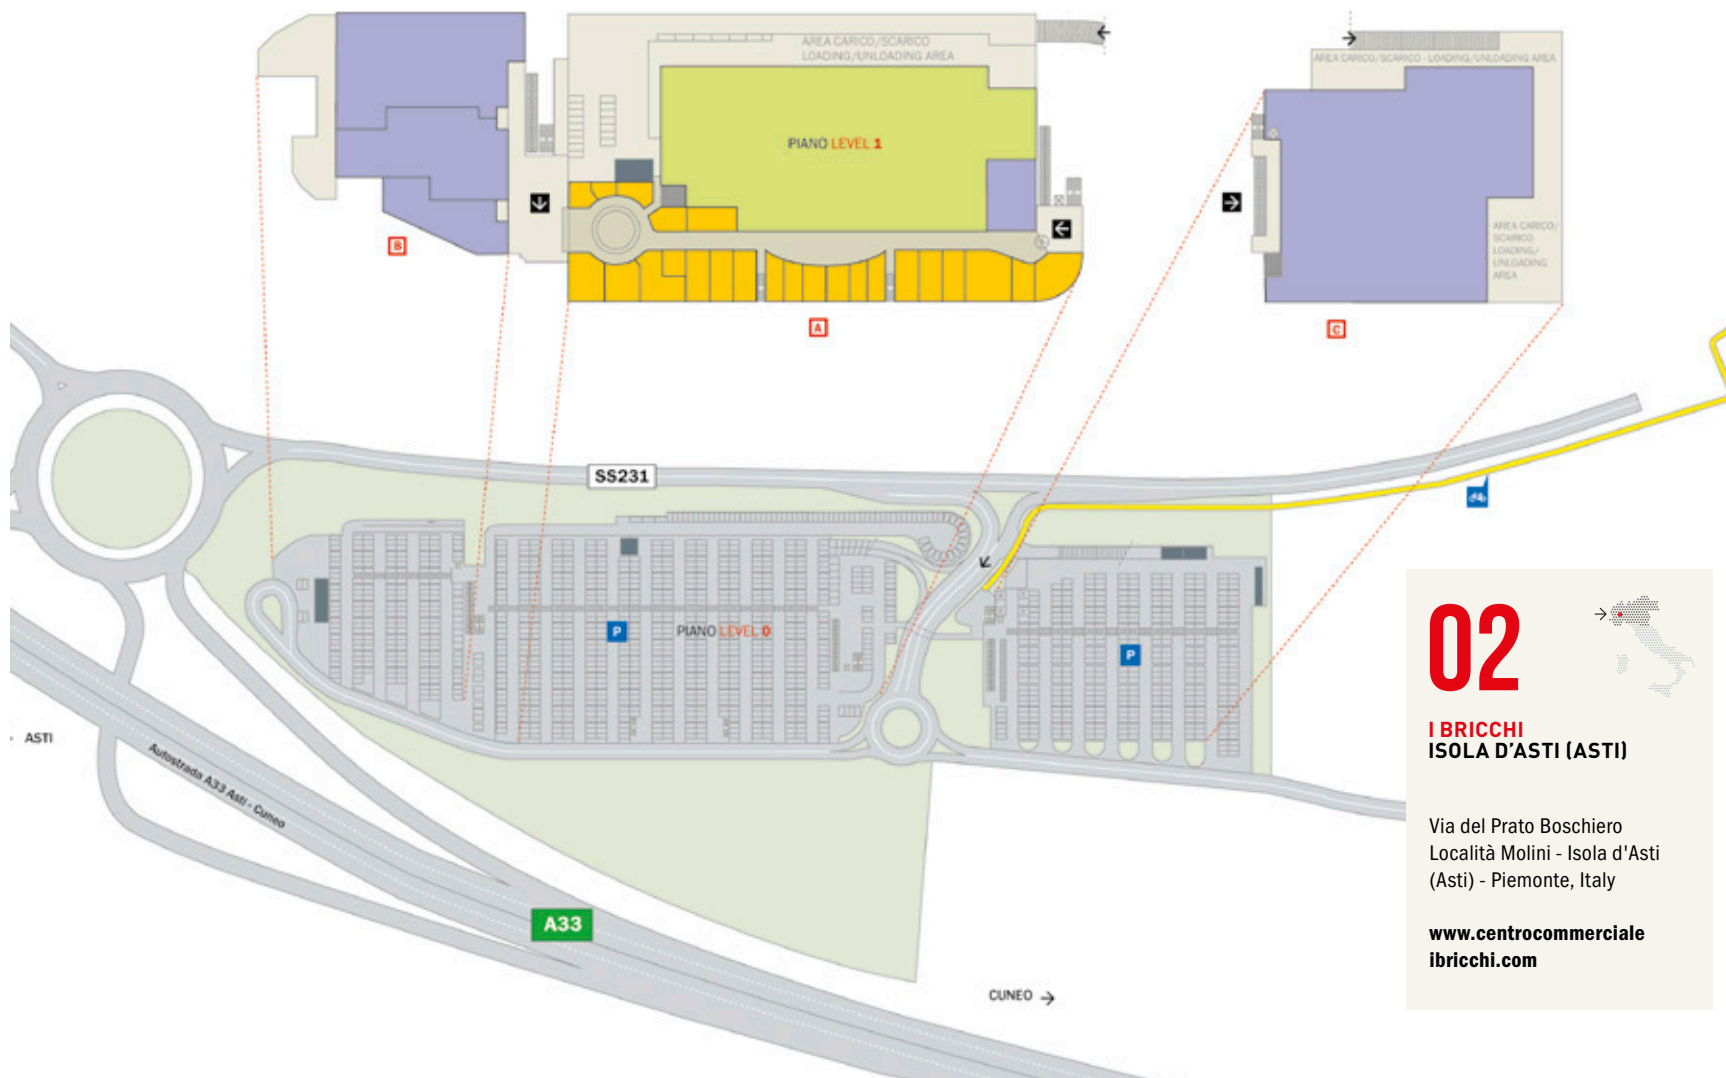 AREA CARICO/SCARICO
LOADING/UNLOADING AREA
AREA CARICO/SCARICO - LOADING/UNLOADING AREA
PIANO LEVEL 1
AREA CARICO/
SCARICO
LOADING/
UNLOADING
AREA
B
A
C
SS231
P
PIANO LEVEL 0
P
ASTI
Autostrada A33 Asti - Cuneo
A33
CUNEO
02
I BRICCHI
ISOLA D'ASTI (ASTI)
Via del Prato Boschiero
Località Molini - Isola d'Asti
(Asti) - Piemonte, Italy
www.centrocommerciale
ibricchi.com